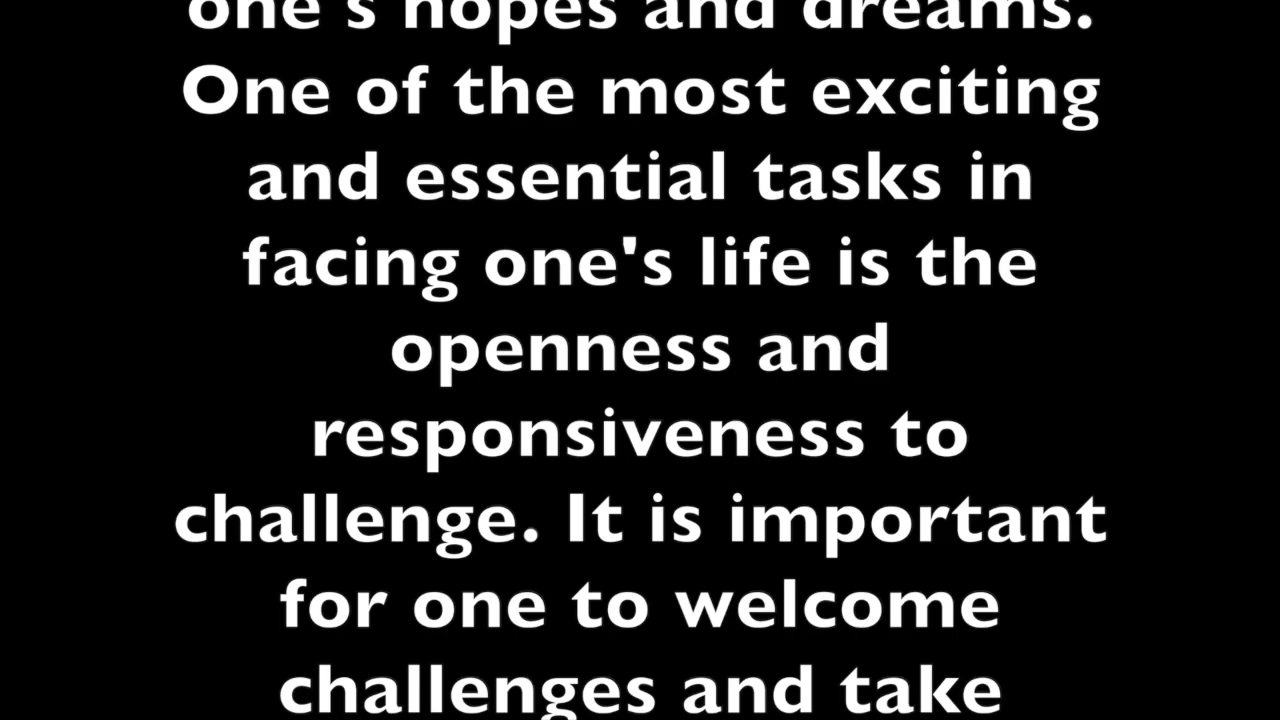 one's hopes and dreams.
One of the most exciting
and essential tasks in
facing one's life is the
openness and
responsiveness to
challenge. It is important
for one to welcome
challenges and take